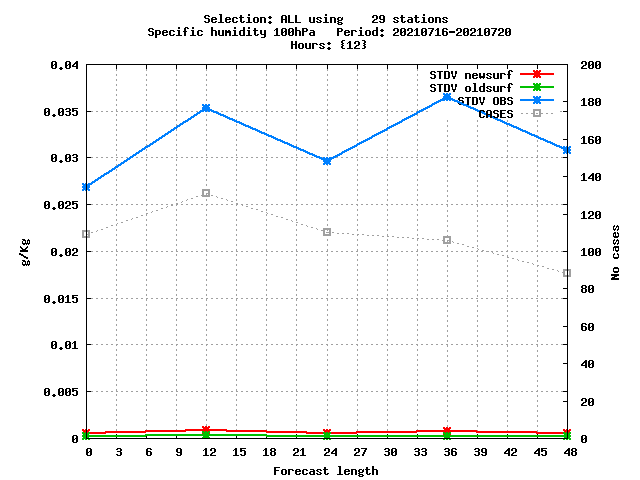 Selection: ALL using    29 stations
Specific humidity 100hPa   Period: 20210716-20210720
Hours: {12}
0.04
0.035
0.03
0.025
0.02
0.015
0.01
0.005
0
g/Kg
STDV newsurf
STDV oldsurf
STDV OBS
CASES
200
180
160
140
120
100
80
60
40
20
0
No cases
0 3 6 9 12 15 18 21 24 27 30 33 36 39 42 45 48
Forecast length